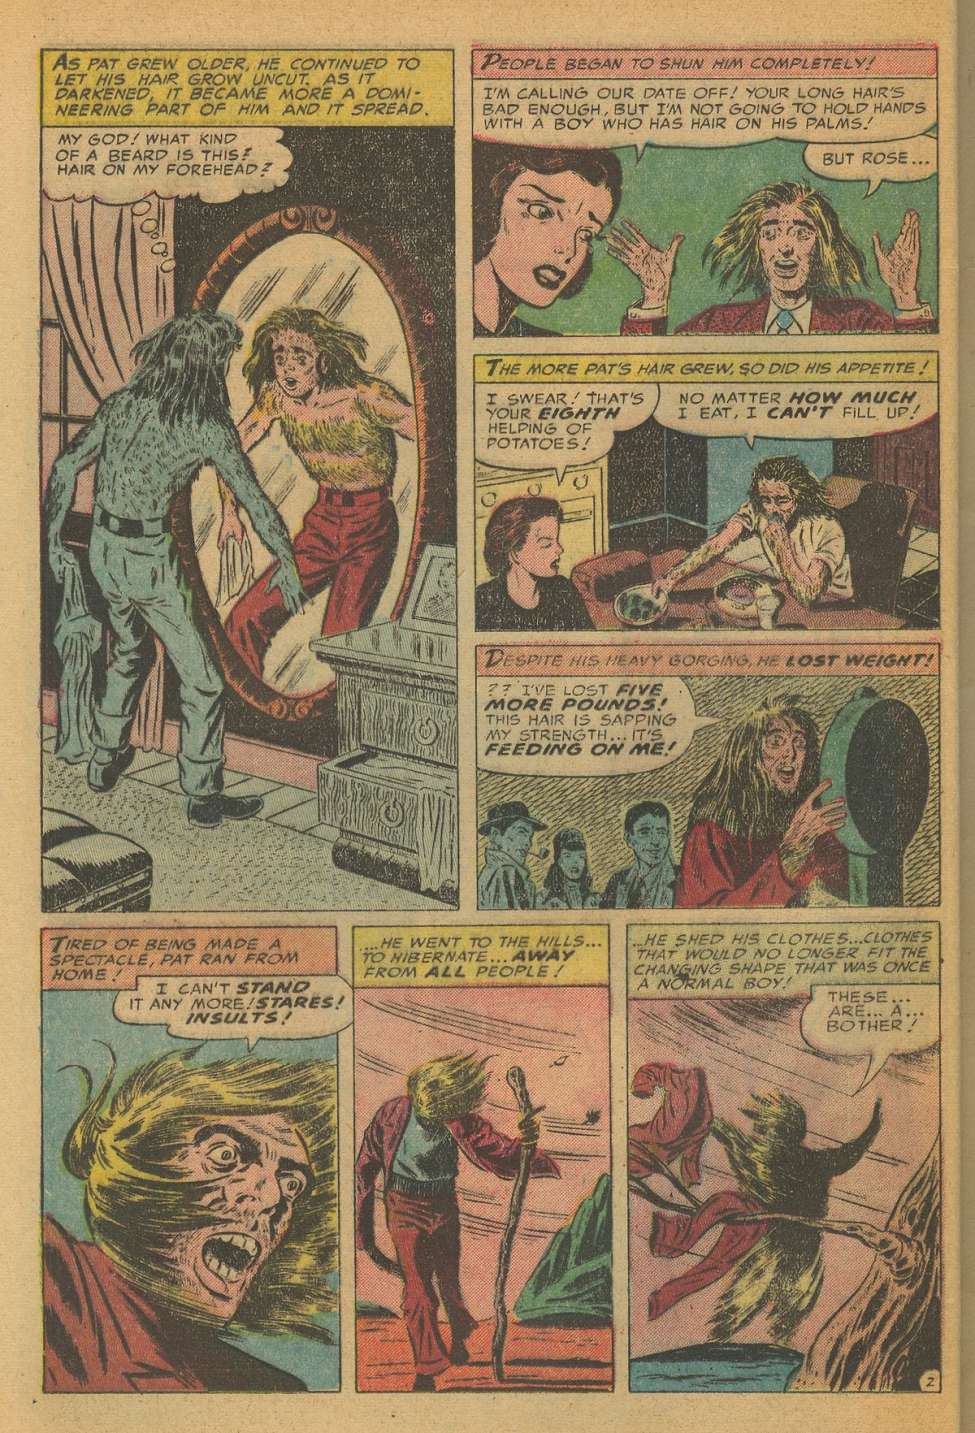 AS PAT GREW OLDER, HE CONTINUED TO
LET HIS HAIR GROW UNCUT. AS IT
DARKENED, IT BECAME MORE A DOMI-
NEERING PART OF HIM AND IT SPREAD.
MY GOD! WHAT KIND
OF A BEARD IS THIS?
HAIR ON MY FOREHEAD?
PEOPLE BEGAN TO SHUN HIM COMPLETELY!
I'M CALLING OUR DATE OFF! YOUR LONG HAIR'S
BAD ENOUGH, BUT I'M NOT GOING TO HOLD HANDS
WITH A BOY WHO HAS HAIR ON HIS PALMS!
BUT ROSE...
THE MORE PAT'S HAIR GREW, SO DID HIS APPETITE!
I SWEAR! THAT'S
YOUR EIGHTH
HELPING OF
POTATOES!
NO MATTER HOW MUCH
I EAT, I CAN'T FILL UP!
DESPITE HIS HEAVY GORGING, HE LOST WEIGHT!
?? I'VE LOST FIVE
MORE POUNDS!
THIS HAIR IS SAPPING
MY STRENGTH... IT'S
FEEDING ON ME!
TIRED OF BEING MADE A
SPECTACLE, PAT RAN FROM
HOME!
I CAN'T STAND
IT ANY MORE! STARES!
INSULTS!
...HE WENT TO THE HILLS...
TO HIBERNATE... AWAY
FROM ALL PEOPLE!
...HE SHED HIS CLOTHES...CLOTHES
THAT WOULD NO LONGER FIT THE
CHANGING SHAPE THAT WAS ONCE
A NORMAL BOY!
THESE...
ARE... A...
BOTHER!
2